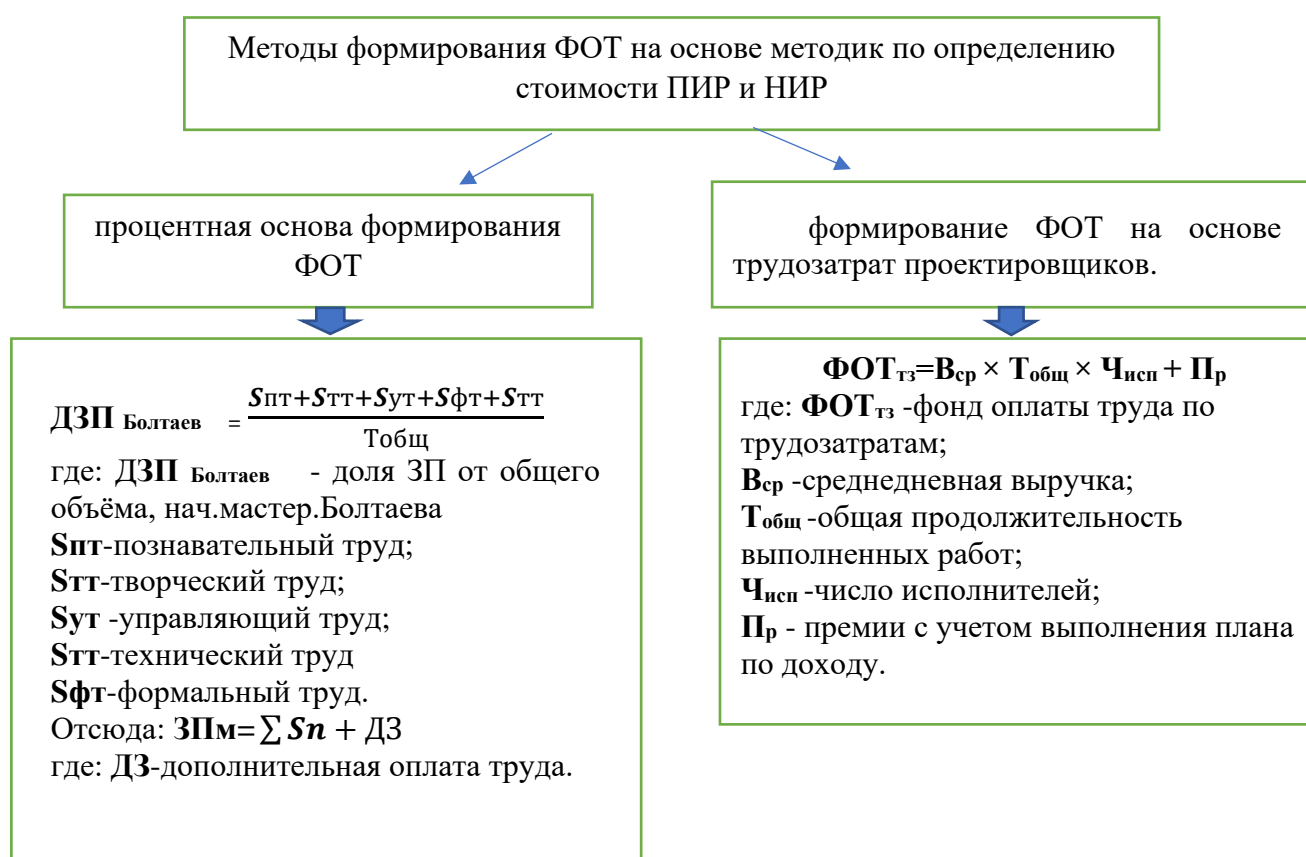 Методы формирования ФОТ на основе методик по определению
стоимости ПИР и НИР
процентная основа формирования
ФОТ
формирование ФОТ на основе
трудозатрат проектировщиков.
ДЗП Болтаев = Sпт+Sтт+Sут+Sфт+Sтт
Тобщ
где: ДЗП Болтаев - доля ЗП от общего
объёма, нач.мастер.Болтаева
Sпт-познавательный труд;
Sтт-творческий труд;
Sут -управляющий труд;
Sтт-технический труд
Sфт-формальный труд.
Отсюда: ЗПм=∑ Sn + ДЗ
где: ДЗ-дополнительная оплата труда.
ФОТтз=Вср × Тобщ × Чисп + Пр
где: ФОТтз -фонд оплаты труда по
трудозатратам;
Вср -среднедневная выручка;
Тобщ -общая продолжительность
выполненных работ;
Чисп -число исполнителей;
Пр - премии с учетом выполнения плана
по доходу.